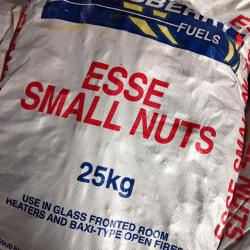 FUELS
ESSE
SMALL NUTS
25kg
USE IN GLASS FRONTED ROOM
HEATERS AND BAXI-TYPE OPEN FIRES